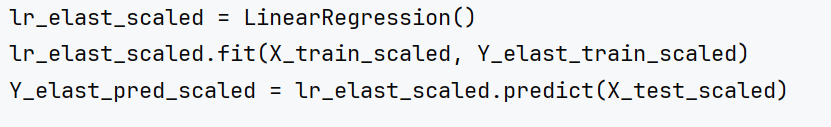 lr_elast_scaled = LinearRegression()
lr_elast_scaled.fit(X_train_scaled, Y_elast_train_scaled)
Y_elast_pred_scaled = lr_elast_scaled.predict(X_test_scaled)